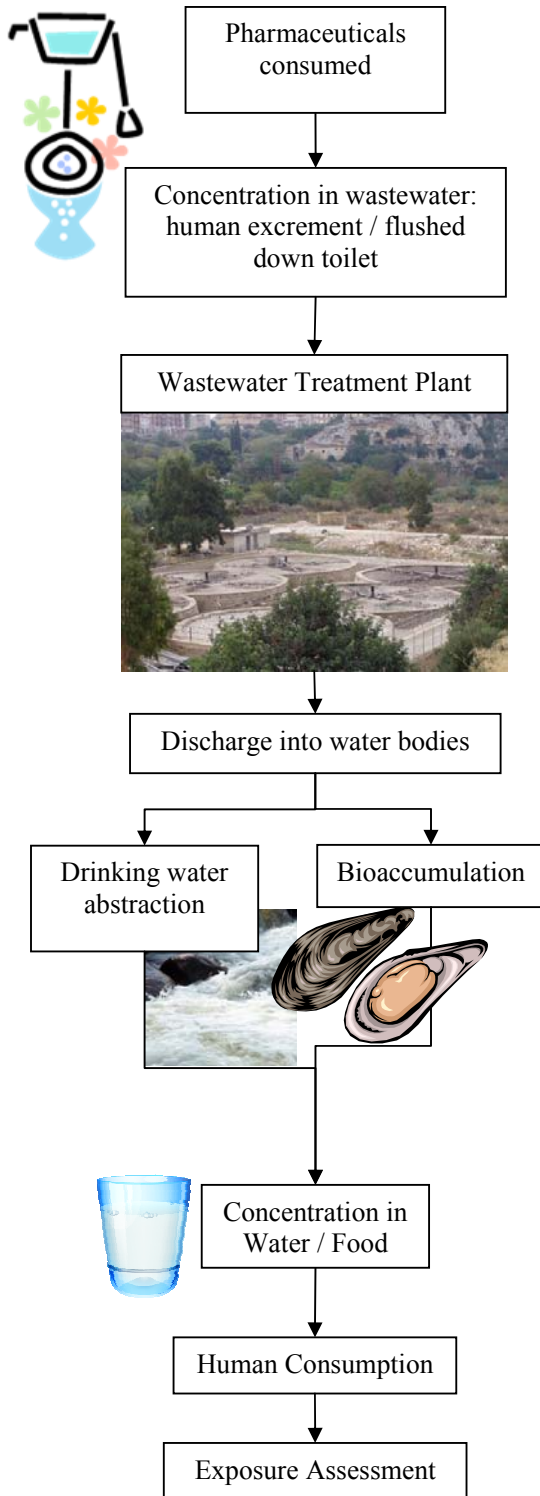 Pharmaceuticals
consumed
Concentration in wastewater:
human excrement / flushed
down toilet
Wastewater Treatment Plant
Discharge into water bodies
Drinking water
abstraction
Bioaccumulation
Concentration in
Water / Food
Human Consumption
Exposure Assessment